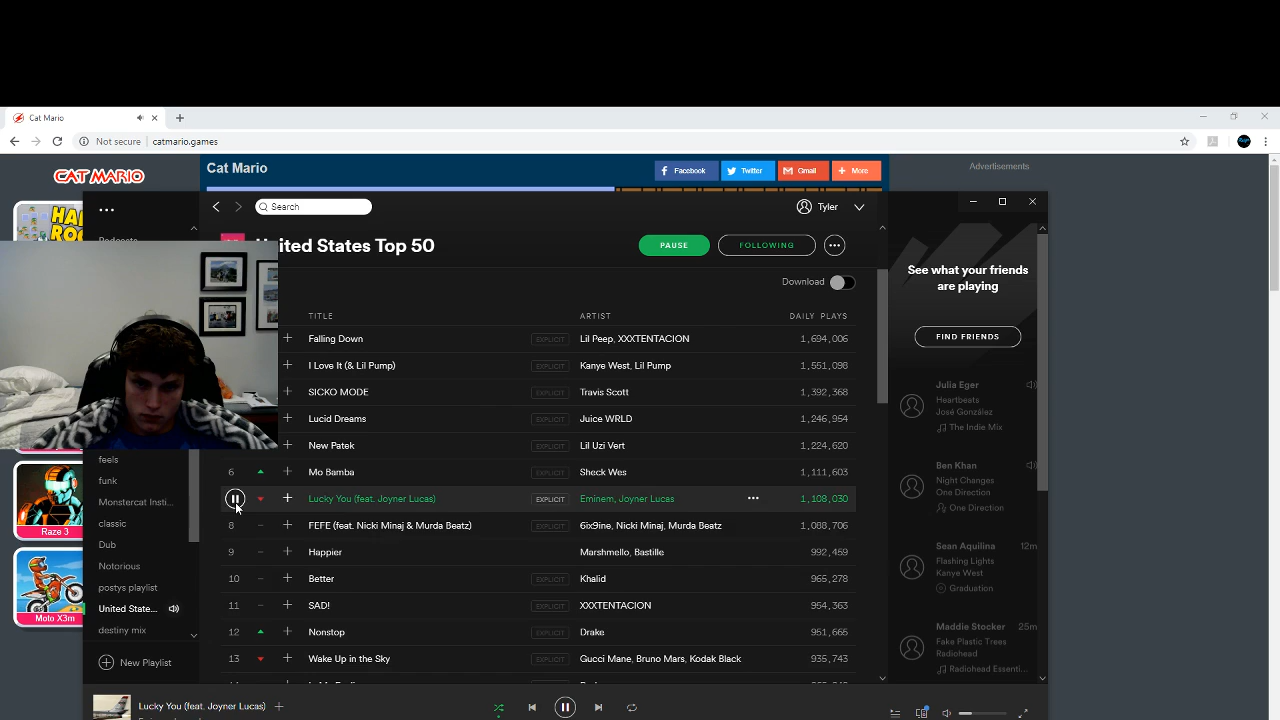 Cat Mario
Not secure catmario.games
Cat Mario
Facebook
Twitter
Gmail
More
Advertisements
CAT MARIO
Search
Tyler
United States Top 50
PAUSE
FOLLOWING
Download
TITLE ARTIST DAILY PLAYS
Falling Down EXPLICIT Lil Peep, XXXTENTACION 1,694,006
I Love It (& Lil Pump) EXPLICIT Kanye West, Lil Pump 1,551,098
SICKO MODE EXPLICIT Travis Scott 1,392,368
Lucid Dreams EXPLICIT Juice WRLD 1,246,954
New Patek EXPLICIT Lil Uzi Vert 1,224,620
6 Mo Bamba EXPLICIT Sheck Wes 1,111,603
Lucky You (feat. Joyner Lucas) EXPLICIT Eminem, Joyner Lucas 1,108,030
8 FEFE (feat. Nicki Minaj & Murda Beatz) EXPLICIT 6ix9ine, Nicki Minaj, Murda Beatz 1,088,706
9 Happier Marshmello, Bastille 992,459
10 Better EXPLICIT Khalid 965,278
11 SAD! EXPLICIT XXXTENTACION 954,363
12 Nonstop EXPLICIT Drake 951,665
13 Wake Up in the Sky EXPLICIT Gucci Mane, Bruno Mars, Kodak Black 935,743
feels
funk
Monstercat Insti...
classic
Dub
Notorious
postys playlist
United State...
destiny mix
New Playlist
Raze 3
Moto X3m
See what your friends
are playing
FIND FRIENDS
Julia Eger
Heartbeats
José González
The Indie Mix
Ben Khan
Night Changes
One Direction
One Direction
Sean Aquilina 12m
Flashing Lights
Kanye West
Graduation
Maddie Stocker 25m
Fake Plastic Trees
Radiohead
Radiohead Essenti...
Lucky You (feat. Joyner Lucas)